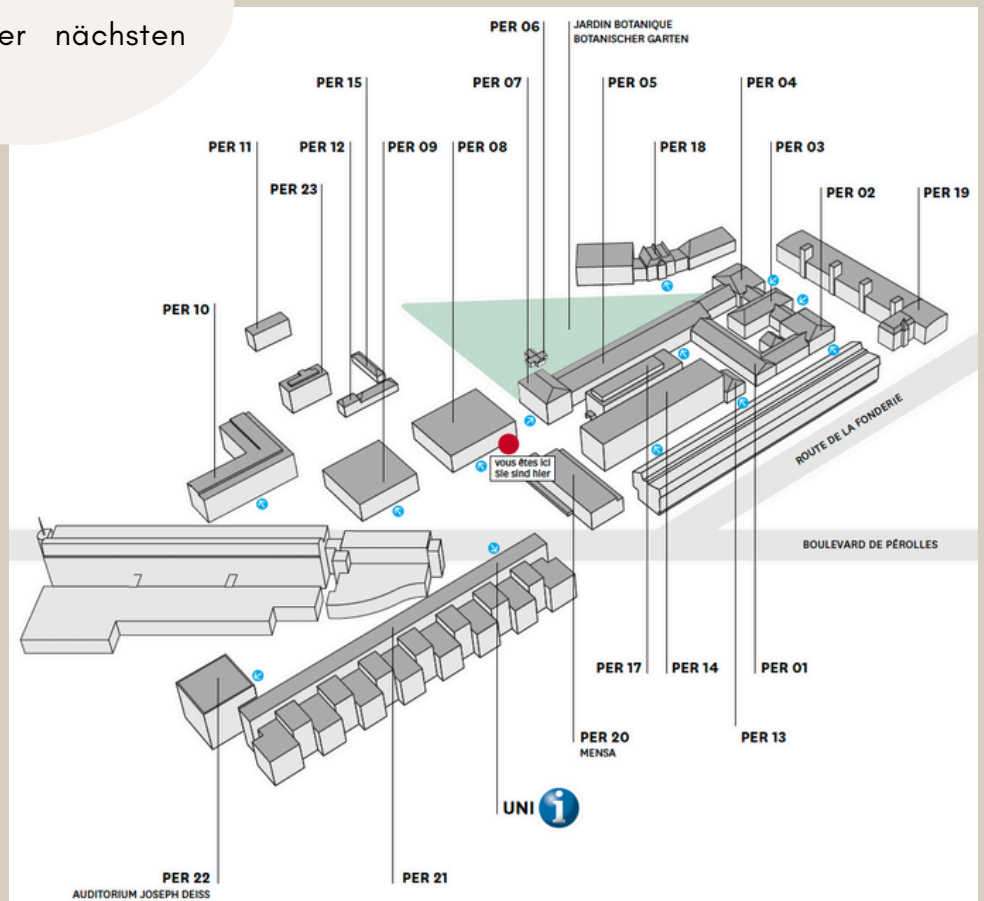 er nächsten
PER 06
JARDIN BOTANIQUE
BOTANISCHER GARTEN
PER 15
PER 07
PER 05
PER 04
PER 11
PER 12
PER 09
PER 08
PER 18
PER 03
PER 23
PER 02
PER 19
PER 10
ROUTE DE LA FONDERIE
vous êtes ici
Sie sind hier
BOULEVARD DE PÉROLLES
PER 17
PER 14
PER 01
PER 20
MENSA
PER 13
UNI i
PER 22
AUDITORIUM JOSEPH DEISS
PER 21